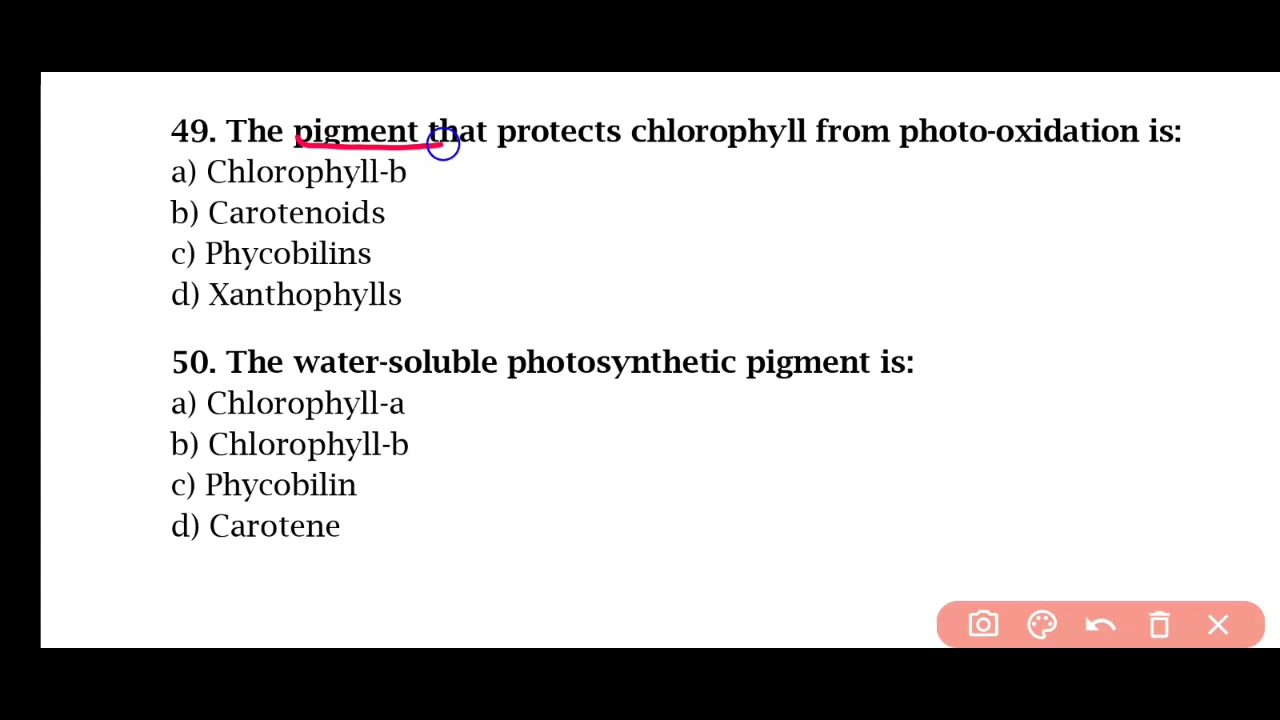 49. The pigment that protects chlorophyll from photo-oxidation is:
a) Chlorophyll-b
b) Carotenoids
c) Phycobilins
d) Xanthophylls
50. The water-soluble photosynthetic pigment is:
a) Chlorophyll-a
b) Chlorophyll-b
c) Phycobilin
d) Carotene